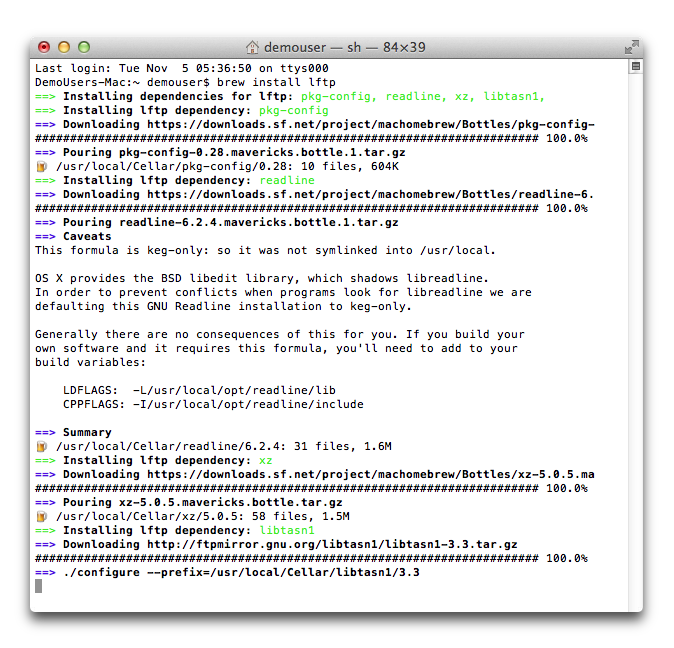 demouser — sh — 84×39
Last login: Tue Nov  5 05:36:50 on ttys000
DemoUsers-Mac:~ demouser$ brew install lftp
==> Installing dependencies for lftp: pkg-config, readline, xz, libtasn1,
==> Installing lftp dependency: pkg-config
==> Downloading https://downloads.sf.net/project/machomebrew/Bottles/pkg-config-
######################################################################## 100.0%
==> Pouring pkg-config-0.28.mavericks.bottle.1.tar.gz
/usr/local/Cellar/pkg-config/0.28: 10 files, 604K
==> Installing lftp dependency: readline
==> Downloading https://downloads.sf.net/project/machomebrew/Bottles/readline-6.
######################################################################## 100.0%
==> Pouring readline-6.2.4.mavericks.bottle.1.tar.gz
==> Caveats
This formula is keg-only: so it was not symlinked into /usr/local.
OS X provides the BSD libedit library, which shadows libreadline.
In order to prevent conflicts when programs look for libreadline we are
defaulting this GNU Readline installation to keg-only.
Generally there are no consequences of this for you. If you build your
own software and it requires this formula, you'll need to add to your
build variables:
    LDFLAGS:  -L/usr/local/opt/readline/lib
    CPPFLAGS: -I/usr/local/opt/readline/include
==> Summary
/usr/local/Cellar/readline/6.2.4: 31 files, 1.6M
==> Installing lftp dependency: xz
==> Downloading https://downloads.sf.net/project/machomebrew/Bottles/xz-5.0.5.ma
######################################################################## 100.0%
==> Pouring xz-5.0.5.mavericks.bottle.tar.gz
/usr/local/Cellar/xz/5.0.5: 58 files, 1.5M
==> Installing lftp dependency: libtasn1
==> Downloading http://ftpmirror.gnu.org/libtasn1/libtasn1-3.3.tar.gz
######################################################################## 100.0%
==> ./configure --prefix=/usr/local/Cellar/libtasn1/3.3